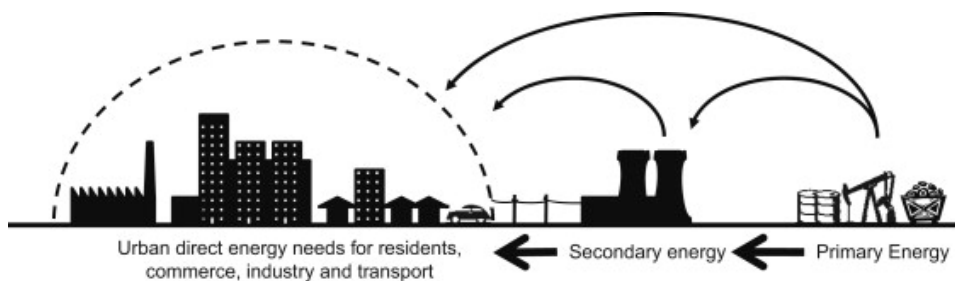 Urban direct energy needs for residents,
commerce, industry and transport
Secondary energy
Primary Energy